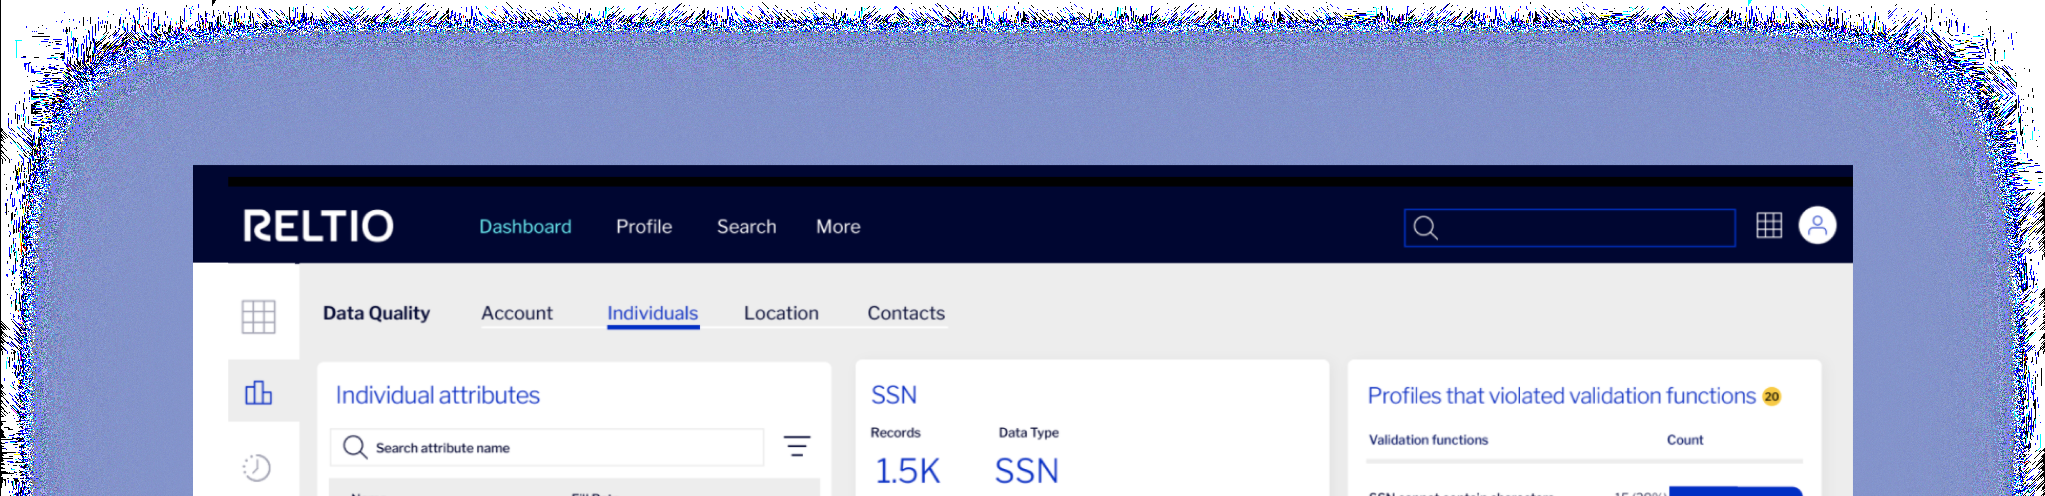 RELTIO Dashboard Profile Search More
Data Quality Account Individuals Location Contacts
Individual attributes
Search attribute name
SSN
Records Data Type
1.5K SSN
Profiles that violated validation functions 20
Validation functions Count